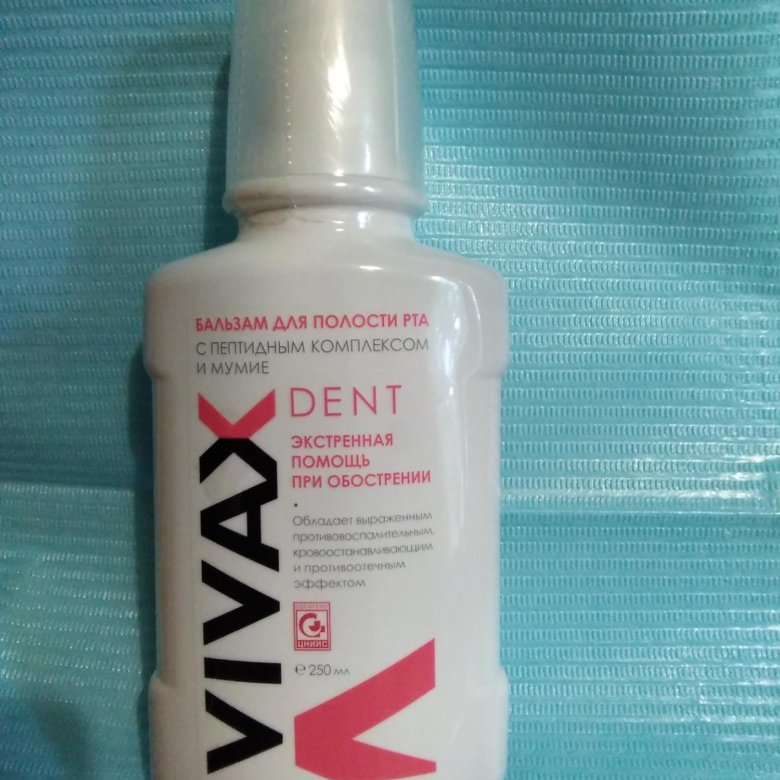 БАЛЬЗАМ ДЛЯ ПОЛОСТИ РТА
С ПЕПТИДНЫМ КОМПЛЕКСОМ
И МУМИЕ
VIVAX
DENT
ЭКСТРЕННАЯ
ПОМОЩЬ
ПРИ ОБОСТРЕНИИ
• Обладает выраженным
противовоспалительным,
кровоостанавливающим
и противоотечным
эффектом
ЦНИИС
℮ 250 мл